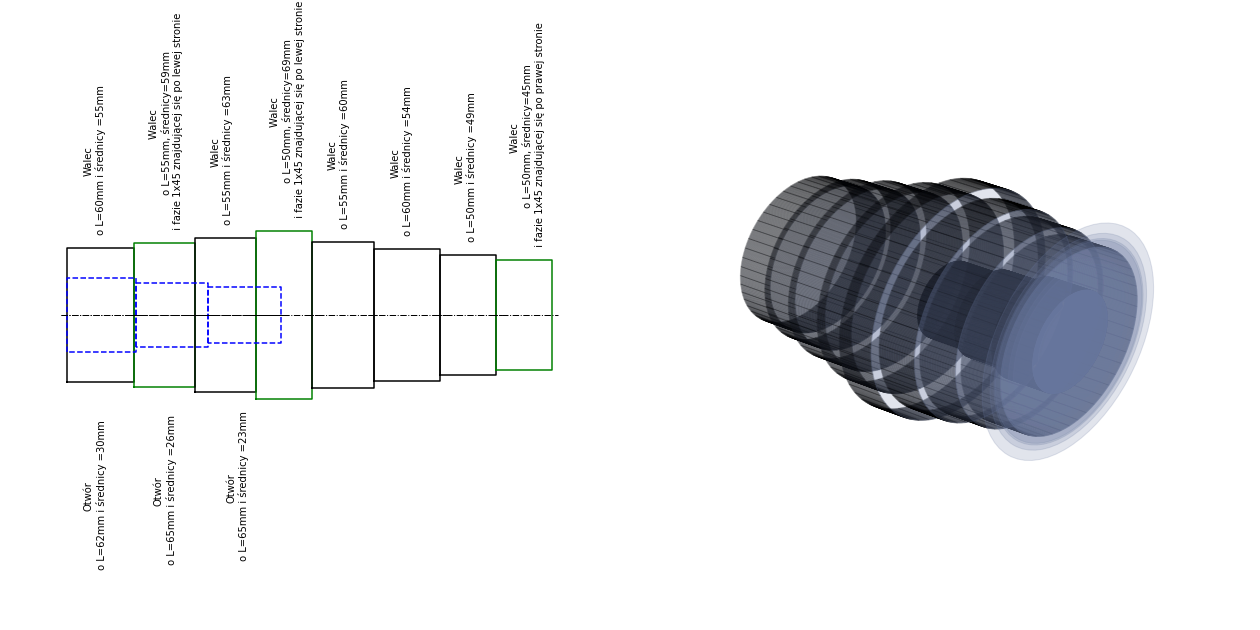 Walec
o L=60mm i średnicy =55mm
Walec
o L=55mm, średnicy=59mm
i fazie 1x45 znajdującej się po lewej stronie
Walec
o L=55mm i średnicy =63mm
Walec
o L=50mm, średnicy=69mm
i fazie 1x45 znajdującej się po lewej stronie
Walec
o L=55mm i średnicy =60mm
Walec
o L=60mm i średnicy =54mm
Walec
o L=50mm i średnicy =49mm
Walec
o L=50mm, średnicy=45mm
i fazie 1x45 znajdującej się po prawej stronie
Otwór
o L=62mm i średnicy =30mm
Otwór
o L=65mm i średnicy =26mm
Otwór
o L=65mm i średnicy =23mm